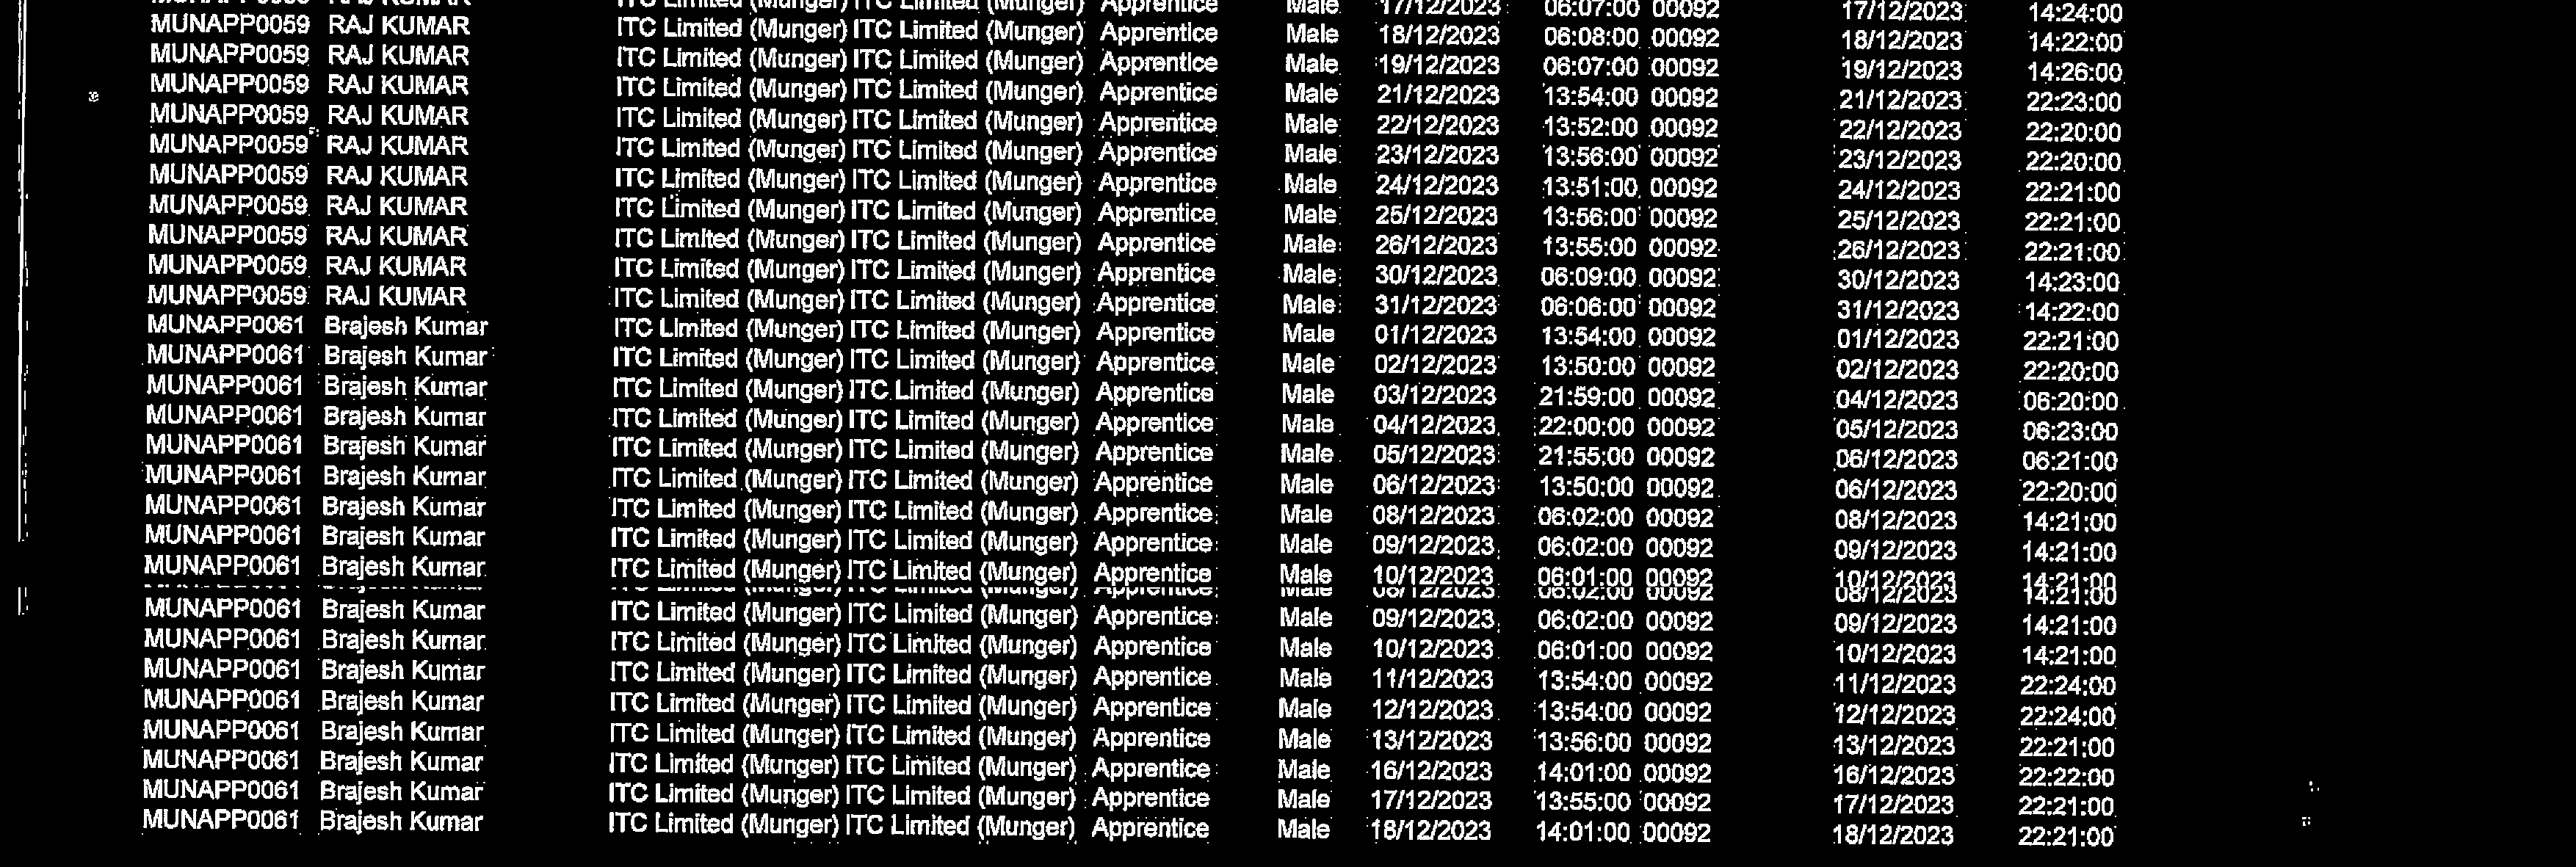 MUNAPP0059 RAJ KUMAR ITC Limited (Munger) ITC Limited (Munger) Apprentice Male 17/12/2023 06:07:00 00092 17/12/2023 14:24:00
MUNAPP0059 RAJ KUMAR ITC Limited (Munger) ITC Limited (Munger) Apprentice Male 18/12/2023 06:08:00 00092 18/12/2023 14:22:00
MUNAPP0059 RAJ KUMAR ITC Limited (Munger) ITC Limited (Munger) Apprentice Male 19/12/2023 06:07:00 00092 19/12/2023 14:26:00
MUNAPP0059 RAJ KUMAR ITC Limited (Munger) ITC Limited (Munger) Apprentice Male 21/12/2023 13:54:00 00092 21/12/2023 22:23:00
MUNAPP0059 RAJ KUMAR ITC Limited (Munger) ITC Limited (Munger) Apprentice Male 22/12/2023 13:52:00 00092 22/12/2023 22:20:00
MUNAPP0059 RAJ KUMAR ITC Limited (Munger) ITC Limited (Munger) Apprentice Male 23/12/2023 13:56:00 00092 23/12/2023 22:20:00
MUNAPP0059 RAJ KUMAR ITC Limited (Munger) ITC Limited (Munger) Apprentice Male 24/12/2023 13:51:00 00092 24/12/2023 22:21:00
MUNAPP0059 RAJ KUMAR ITC Limited (Munger) ITC Limited (Munger) Apprentice Male 25/12/2023 13:56:00 00092 25/12/2023 22:21:00
MUNAPP0059 RAJ KUMAR ITC Limited (Munger) ITC Limited (Munger) Apprentice Male 26/12/2023 13:55:00 00092 26/12/2023 22:21:00
MUNAPP0059 RAJ KUMAR ITC Limited (Munger) ITC Limited (Munger) Apprentice Male 30/12/2023 06:09:00 00092 30/12/2023 14:23:00
MUNAPP0059 RAJ KUMAR ITC Limited (Munger) ITC Limited (Munger) Apprentice Male 31/12/2023 06:06:00 00092 31/12/2023 14:22:00
MUNAPP0061 Brajesh Kumar ITC Limited (Munger) ITC Limited (Munger) Apprentice Male 01/12/2023 13:54:00 00092 01/12/2023 22:21:00
MUNAPP0061 Brajesh Kumar ITC Limited (Munger) ITC Limited (Munger) Apprentice Male 02/12/2023 13:50:00 00092 02/12/2023 22:20:00
MUNAPP0061 Brajesh Kumar ITC Limited (Munger) ITC Limited (Munger) Apprentice Male 03/12/2023 21:59:00 00092 04/12/2023 06:20:00
MUNAPP0061 Brajesh Kumar ITC Limited (Munger) ITC Limited (Munger) Apprentice Male 04/12/2023 22:00:00 00092 05/12/2023 06:23:00
MUNAPP0061 Brajesh Kumar ITC Limited (Munger) ITC Limited (Munger) Apprentice Male 05/12/2023 21:55:00 00092 06/12/2023 06:21:00
MUNAPP0061 Brajesh Kumar ITC Limited (Munger) ITC Limited (Munger) Apprentice Male 06/12/2023 13:50:00 00092 06/12/2023 22:20:00
MUNAPP0061 Brajesh Kumar ITC Limited (Munger) ITC Limited (Munger) Apprentice Male 08/12/2023 06:02:00 00092 08/12/2023 14:21:00
MUNAPP0061 Brajesh Kumar ITC Limited (Munger) ITC Limited (Munger) Apprentice Male 09/12/2023 06:02:00 00092 09/12/2023 14:21:00
MUNAPP0061 Brajesh Kumar ITC Limited (Munger) ITC Limited (Munger) Apprentice Male 10/12/2023 06:01:00 00092 10/12/2023 14:21:00
08/12/2023 06:02:00 00092 08/12/2023 14:21:00
MUNAPP0061 Brajesh Kumar ITC Limited (Munger) ITC Limited (Munger) Apprentice Male 09/12/2023 06:02:00 00092 09/12/2023 14:21:00
MUNAPP0061 Brajesh Kumar ITC Limited (Munger) ITC Limited (Munger) Apprentice Male 10/12/2023 06:01:00 00092 10/12/2023 14:21:00
MUNAPP0061 Brajesh Kumar ITC Limited (Munger) ITC Limited (Munger) Apprentice Male 11/12/2023 13:54:00 00092 11/12/2023 22:24:00
MUNAPP0061 Brajesh Kumar ITC Limited (Munger) ITC Limited (Munger) Apprentice Male 12/12/2023 13:54:00 00092 12/12/2023 22:24:00
MUNAPP0061 Brajesh Kumar ITC Limited (Munger) ITC Limited (Munger) Apprentice Male 13/12/2023 13:56:00 00092 13/12/2023 22:21:00
MUNAPP0061 Brajesh Kumar ITC Limited (Munger) ITC Limited (Munger) Apprentice Male 16/12/2023 14:01:00 00092 16/12/2023 22:22:00
MUNAPP0061 Brajesh Kumar ITC Limited (Munger) ITC Limited (Munger) Apprentice Male 17/12/2023 13:55:00 00092 17/12/2023 22:21:00
MUNAPP0061 Brajesh Kumar ITC Limited (Munger) ITC Limited (Munger) Apprentice Male 18/12/2023 14:01:00 00092 18/12/2023 22:21:00